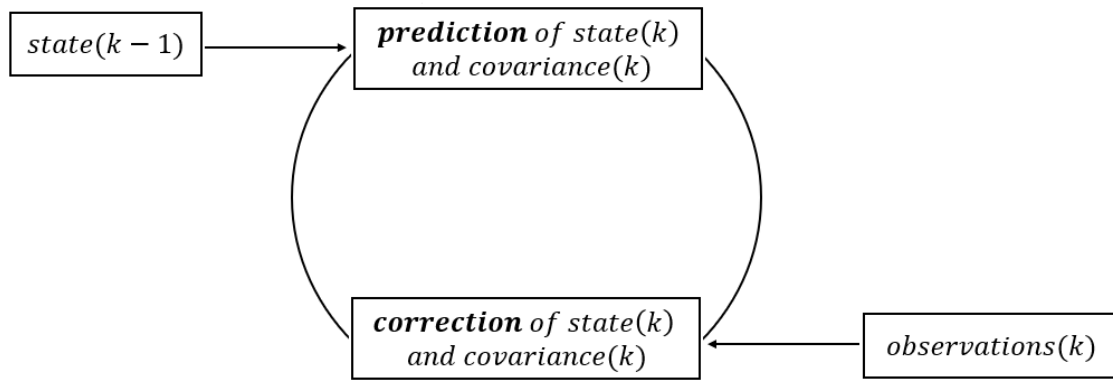 state(k − 1)
prediction of state(k)
and covariance(k)
correction of state(k)
and covariance(k)
observations(k)